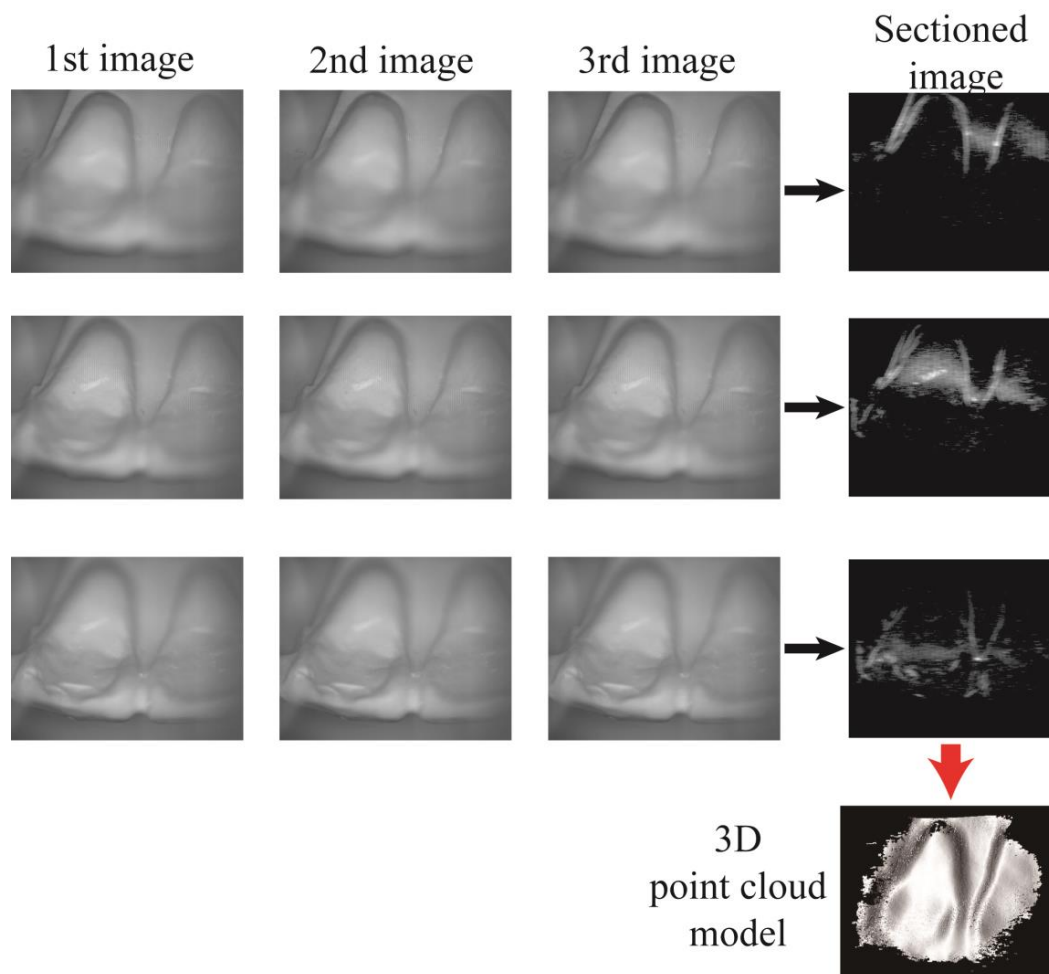 1st image
2nd image
3rd image
Sectioned
image
3D
point cloud
model